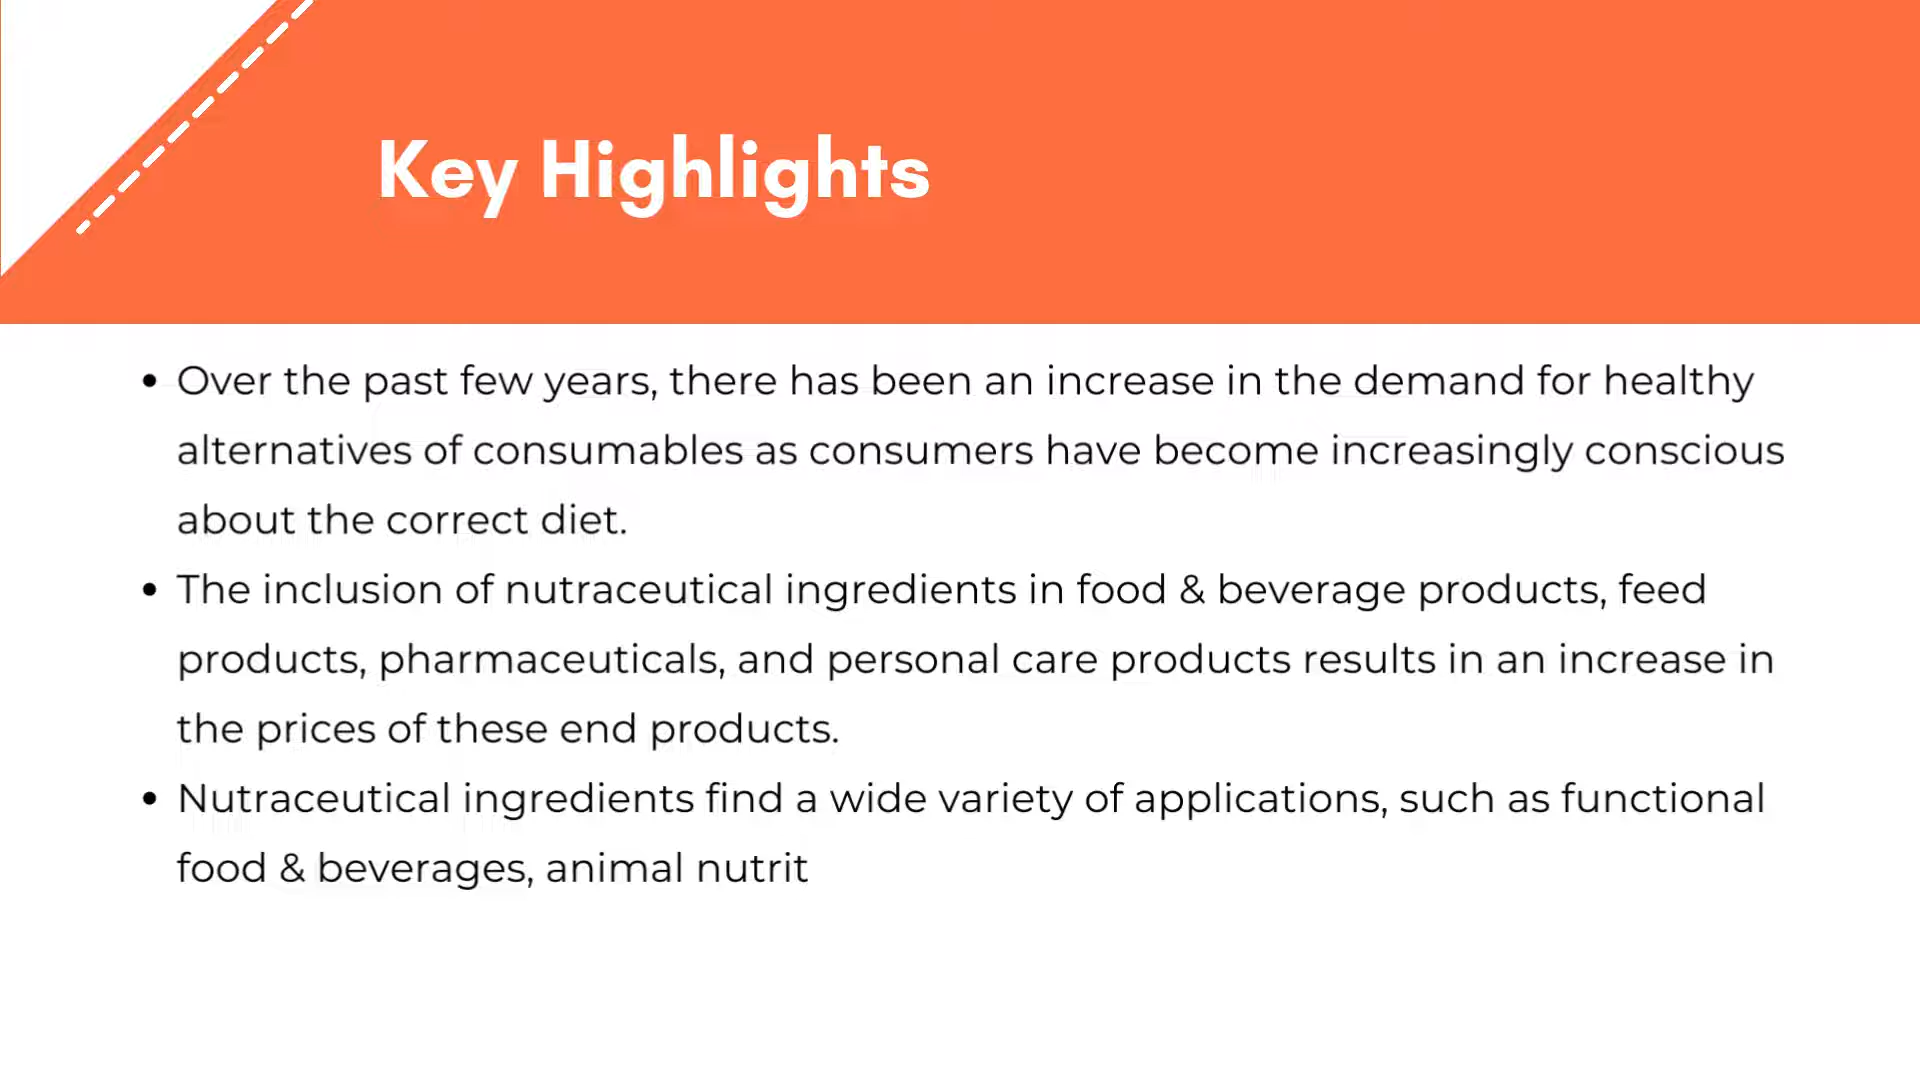 Key Highlights
• Over the past few years, there has been an increase in the demand for healthy
alternatives of consumables as consumers have become increasingly conscious
about the correct diet.
• The inclusion of nutraceutical ingredients in food & beverage products, feed
products, pharmaceuticals, and personal care products results in an increase in
the prices of these end products.
• Nutraceutical ingredients find a wide variety of applications, such as functional
food & beverages, animal nutrit